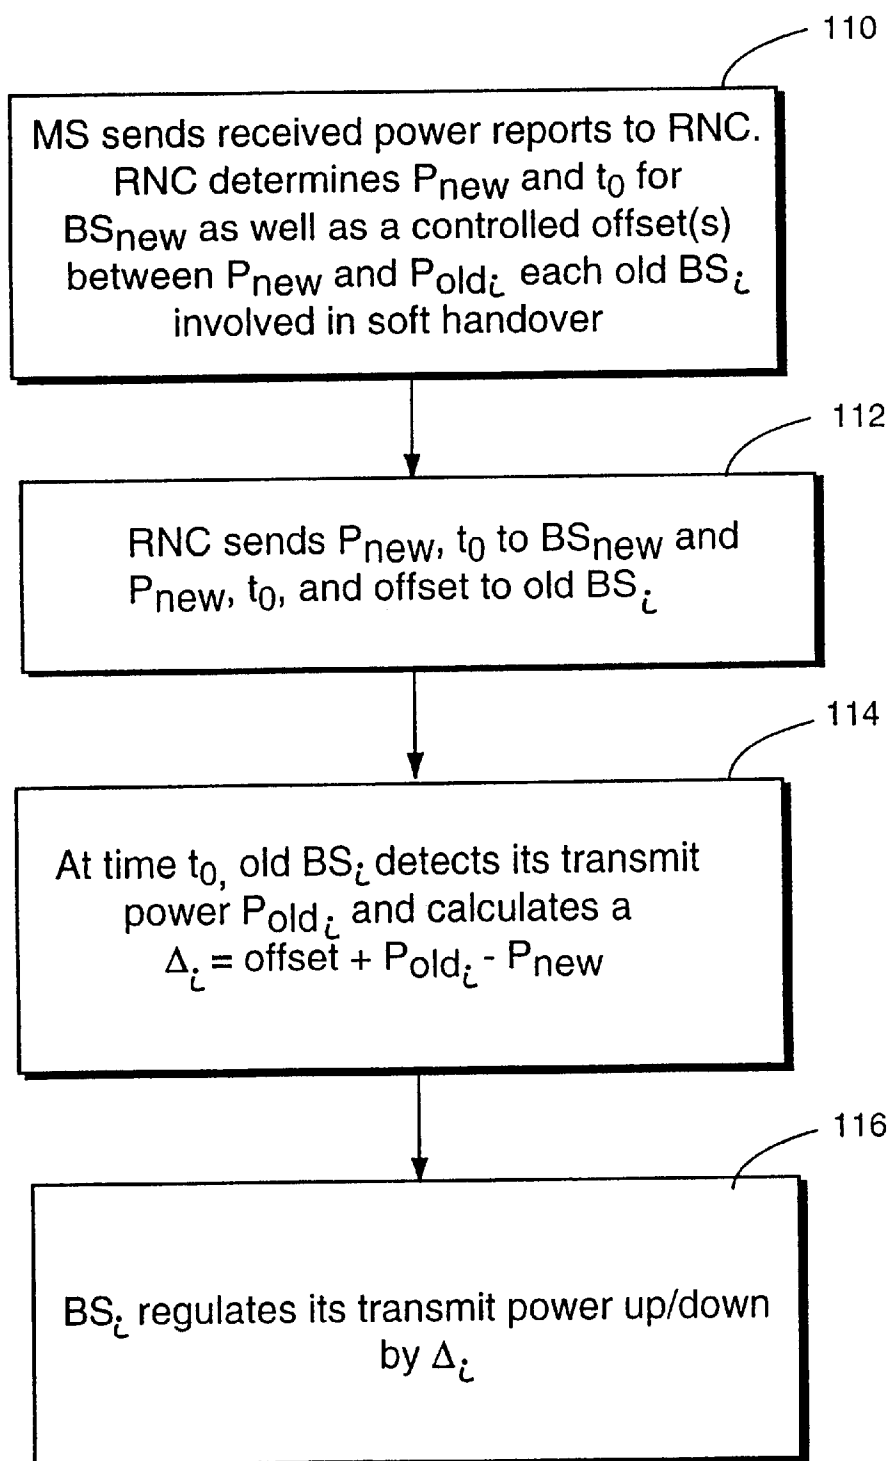 110
MS sends received power reports to RNC.
RNC determines Pnew and t0 for
BSnew as well as a controlled offset(s)
between Pnew and Poldi each old BSi
involved in soft handover
112
RNC sends Pnew, t0 to BSnew and
Pnew, t0, and offset to old BSi
114
At time t0, old BSi detects its transmit
power Poldi and calculates a
Δi = offset + Poldi - Pnew
116
BSi regulates its transmit power up/down
by Δi